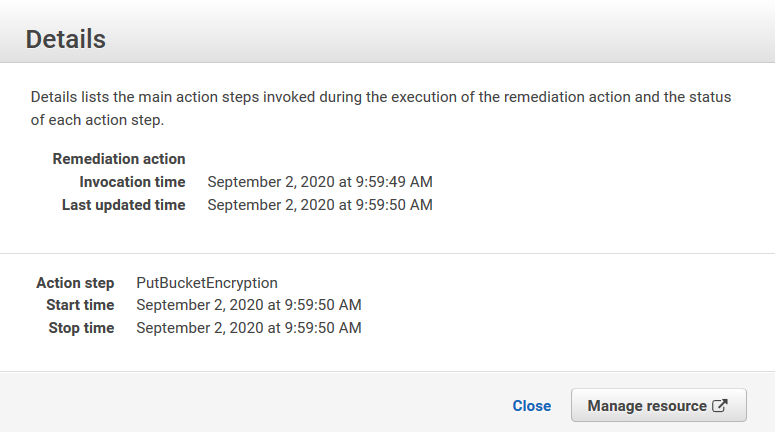 Details
Details lists the main action steps invoked during the execution of the remediation action and the status
of each action step.
Remediation action
Invocation time September 2, 2020 at 9:59:49 AM
Last updated time September 2, 2020 at 9:59:50 AM
Action step PutBucketEncryption
Start time September 2, 2020 at 9:59:50 AM
Stop time September 2, 2020 at 9:59:50 AM
Close Manage resource